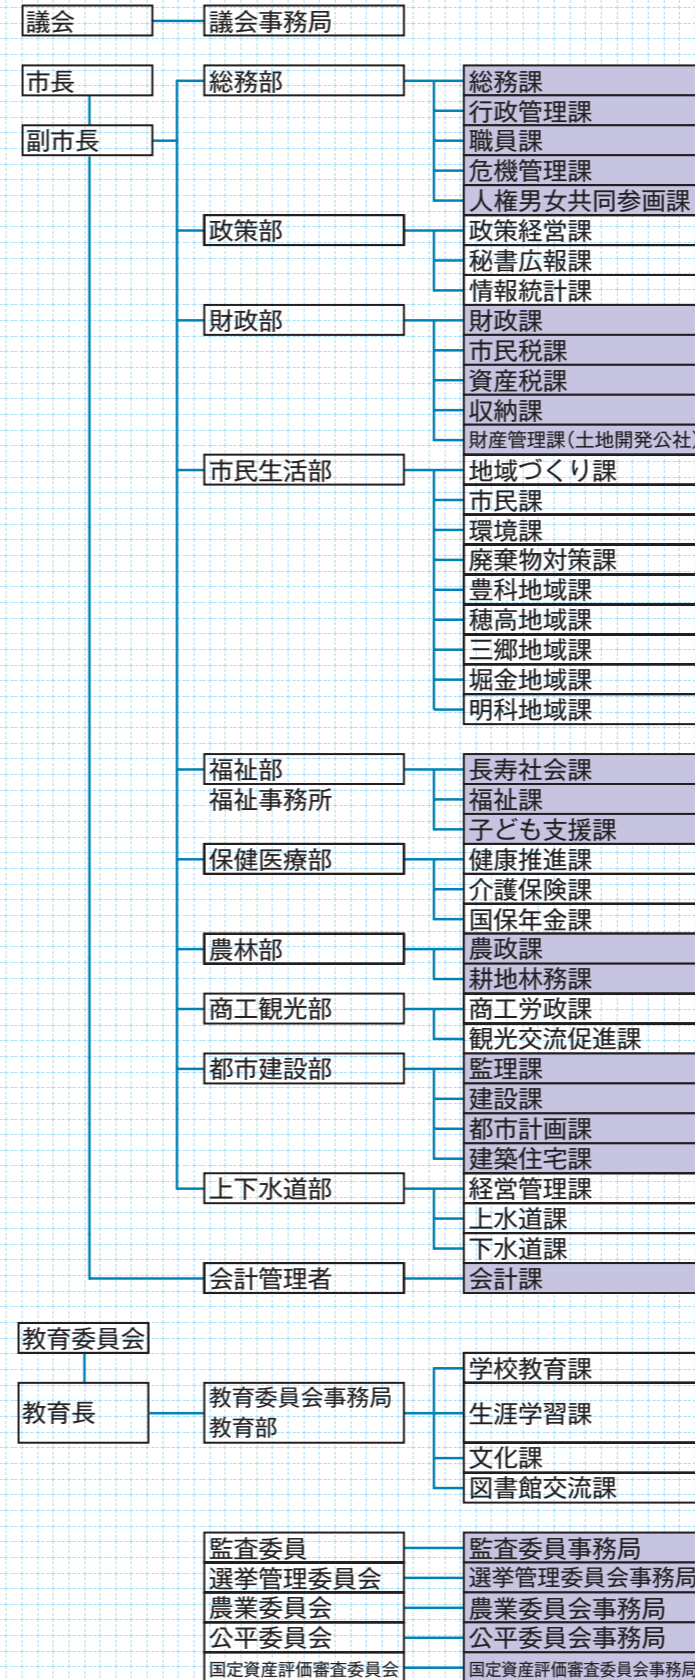 議会
議会事務局
市長
副市長
総務部
総務課
行政管理課
職員課
危機管理課
人権男女共同参画課
政策部
政策経営課
秘書広報課
情報統計課
財政部
財政課
市民税課
資産税課
収納課
財産管理課(土地開発公社)
市民生活部
地域づくり課
市民課
環境課
廃棄物対策課
豊科地域課
穂高地域課
三郷地域課
堀金地域課
明科地域課
福祉部
福祉事務所
長寿社会課
福祉課
子ども支援課
保健医療部
健康推進課
介護保険課
国保年金課
農林部
農政課
耕地林務課
商工観光部
商工労政課
観光交流促進課
都市建設部
監理課
建設課
都市計画課
建築住宅課
上下水道部
経営管理課
上水道課
下水道課
会計管理者
会計課
教育委員会
教育長
教育委員会事務局
教育部
学校教育課
生涯学習課
文化課
図書館交流課
監査委員
監査委員事務局
選挙管理委員会
選挙管理委員会事務局
農業委員会
農業委員会事務局
公平委員会
公平委員会事務局
国定資産評価審査委員会
国定資産評価審査委員会事務局